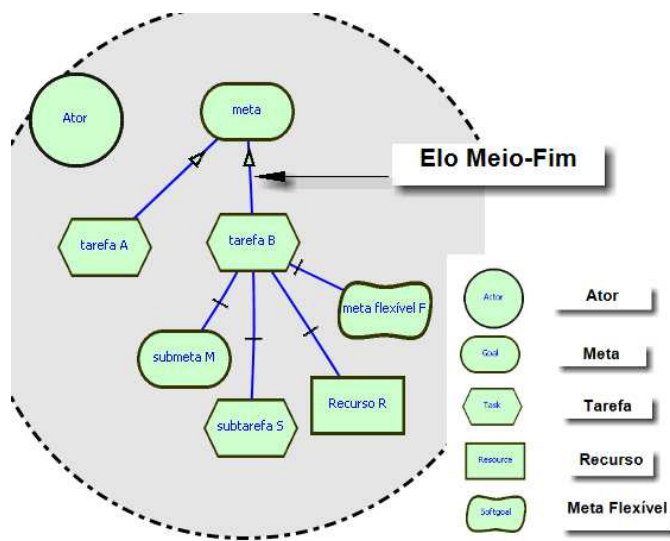 meta
Ator
Elo Meio-Fim
tarefa A
tarefa B
meta flexível F
submeta M
subtarefa S
Recurso R
Actor
Ator
Goal
Meta
Task
Tarefa
Resource
Recurso
Softgoal
Meta Flexível